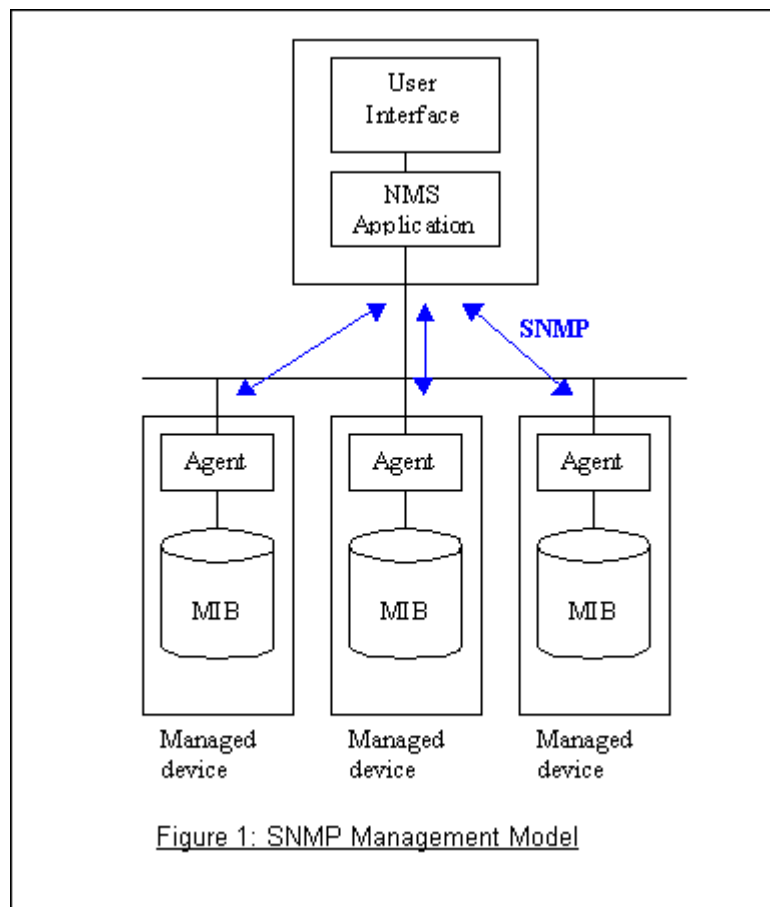 User
Interface
NMS
Application
SNMP
Agent
Agent
Agent
MIB
MIB
MIB
Managed
device
Managed
device
Managed
device
Figure 1: SNMP Management Model